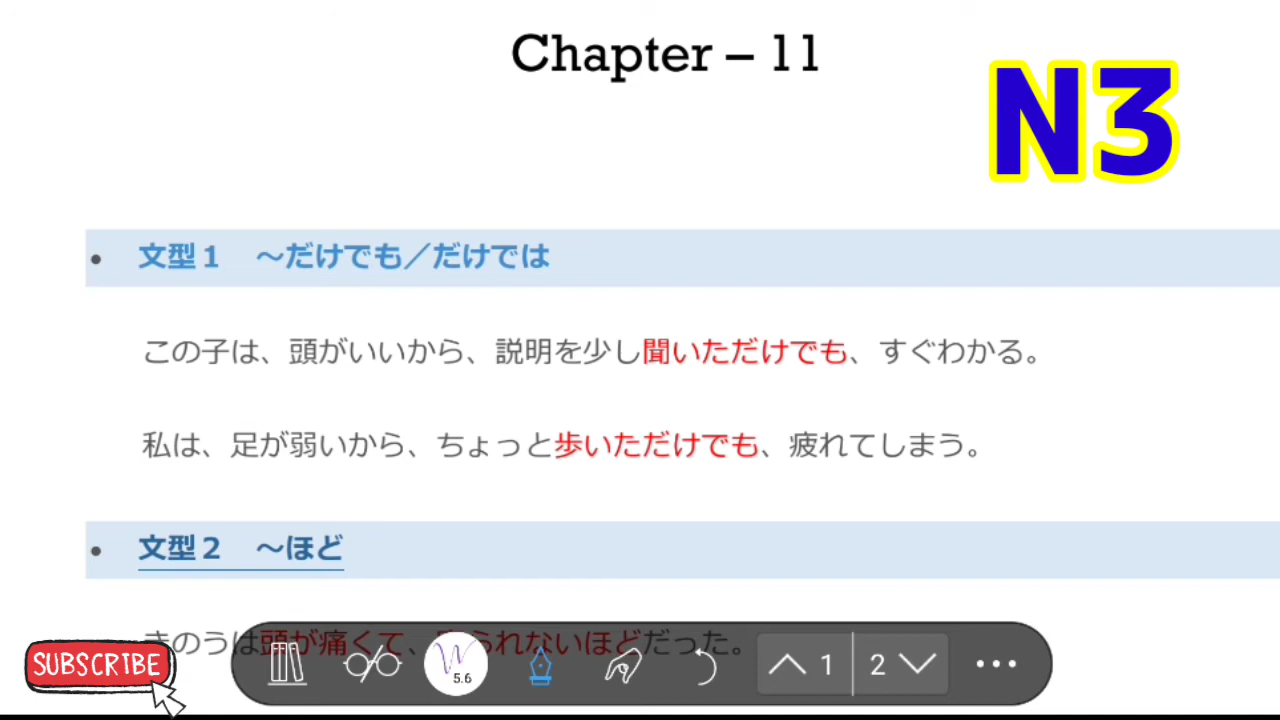 Chapter – 11
N3
• 文型１　～だけでも／だけでは
この子は、頭がいいから、説明を少し聞いただけでも、すぐわかる。
私は、足が弱いから、ちょっと歩いただけでも、疲れてしまう。
• 文型２　～ほど
きのうは頭が痛くて、られないほどだった。
SUBSCRIBE
5.6
1
2